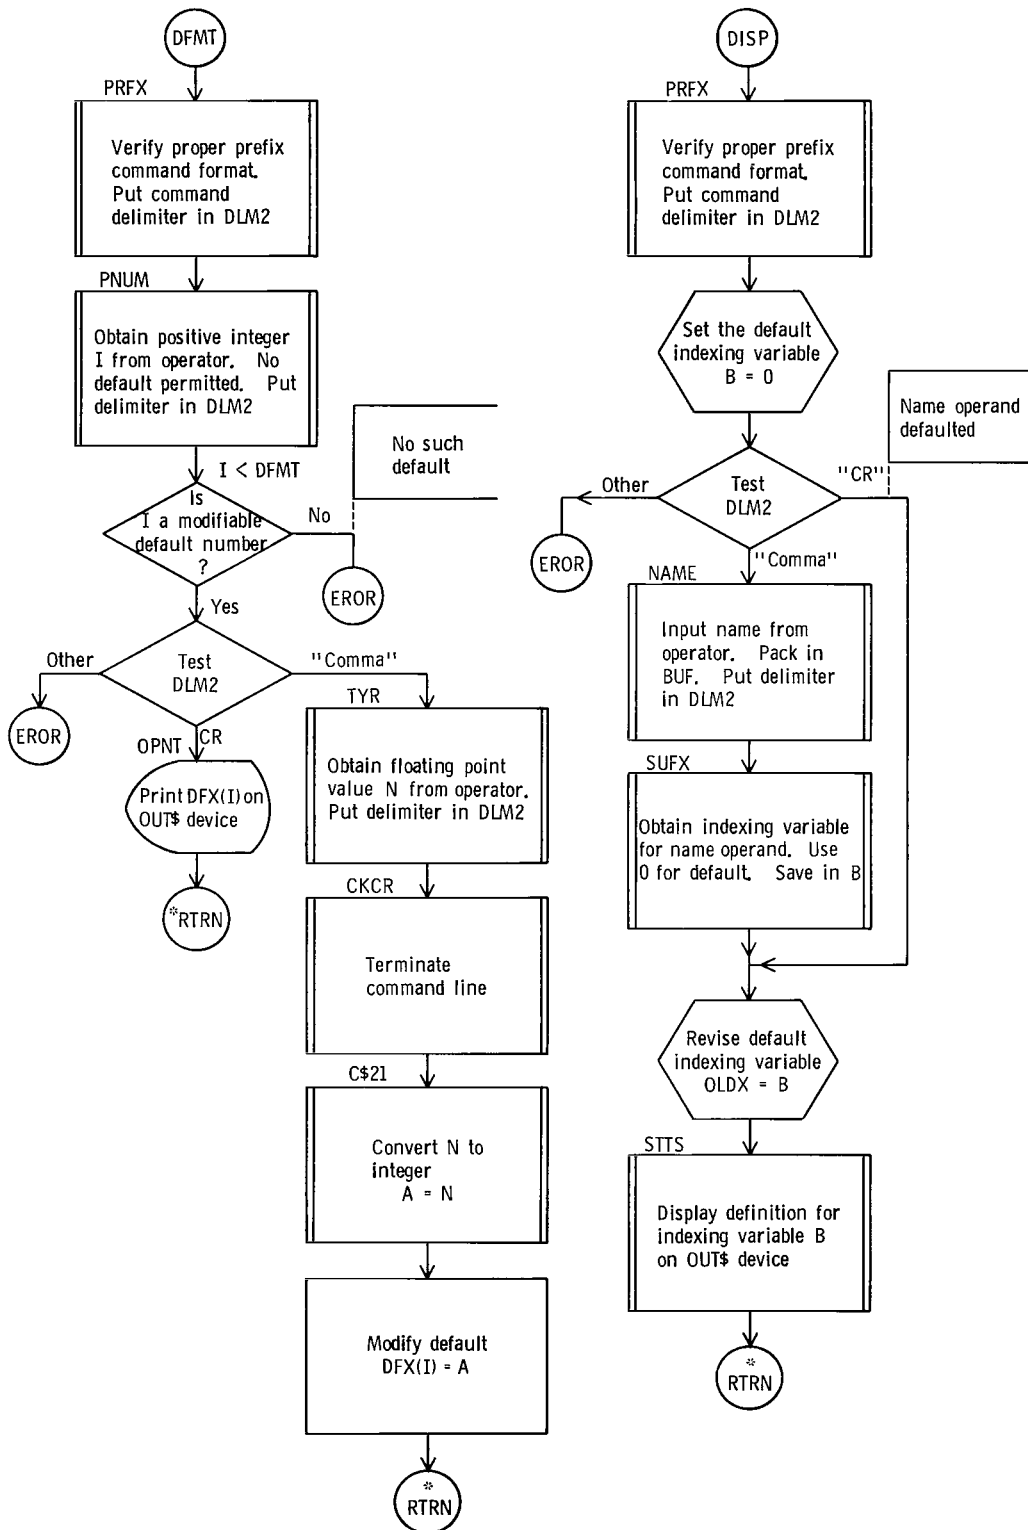 DFMT
PRFX
Verify proper prefix
command format.
Put command
delimiter in DLM2
PNUM
Obtain positive integer
I from operator. No
default permitted. Put
delimiter in DLM2
I < DFMT
Is
I a modifiable
default number
?
No
No such
default
EROR
Yes
Test
DLM2
Other
EROR
"Comma"
CR
OPNT
Print DFX(I) on
OUT$ device
*RTRN
TYR
Obtain floating point
value N from operator.
Put delimiter in DLM2
CKCR
Terminate
command line
C$21
Convert N to
integer
A = N
Modify default
DFX(I) = A
*
RTRN
DISP
PRFX
Verify proper prefix
command format.
Put command
delimiter in DLM2
Set the default
indexing variable
B = 0
Name operand
defaulted
Test
DLM2
Other
EROR
"CR"
"Comma"
NAME
Input name from
operator. Pack in
BUF. Put delimiter
in DLM2
SUFX
Obtain indexing variable
for name operand. Use
0 for default. Save in B
Revise default
indexing variable
OLDX = B
STTS
Display definition for
indexing variable B
on OUT$ device
*
RTRN